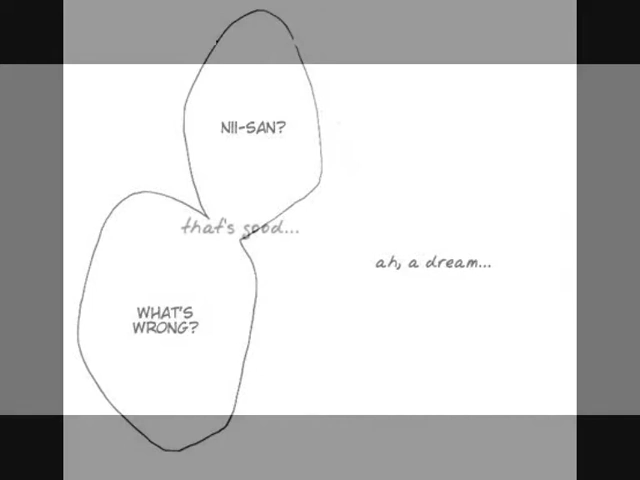 NII-SAN?
that's good...
ah, a dream...
WHAT'S
WRONG?